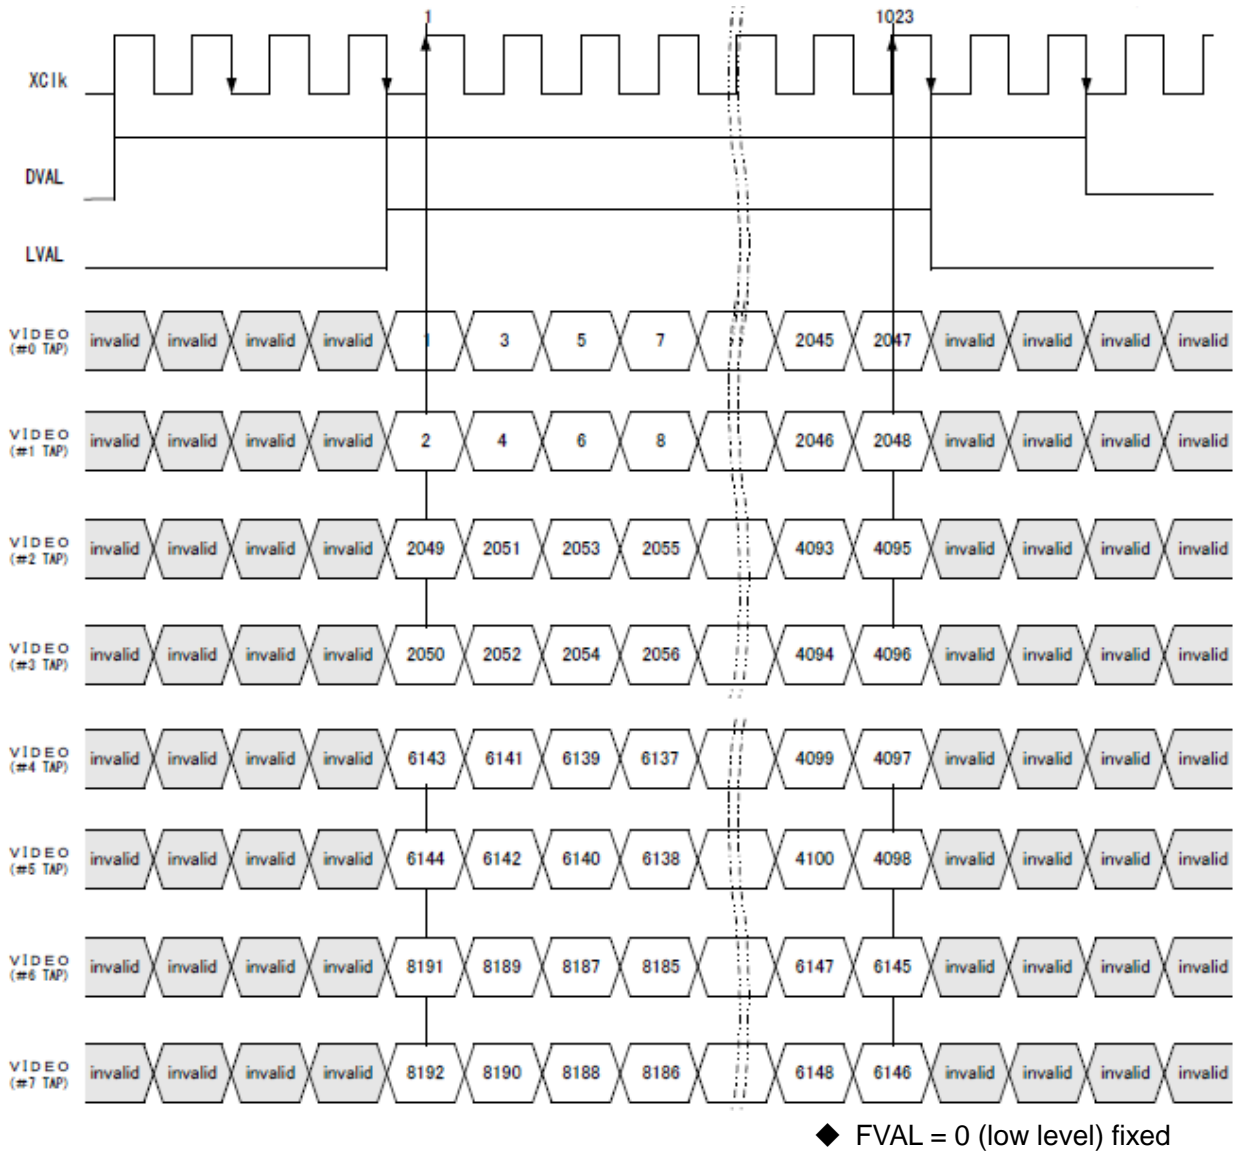 1 1023
XClk
DVAL
LVAL
VIDEO
(#0 TAP)
invalid invalid invalid invalid 1 3 5 7 2045 2047 invalid invalid invalid invalid
VIDEO
(#1 TAP)
invalid invalid invalid invalid 2 4 6 8 2046 2048 invalid invalid invalid invalid
VIDEO
(#2 TAP)
invalid invalid invalid invalid 2049 2051 2053 2055 4093 4095 invalid invalid invalid invalid
VIDEO
(#3 TAP)
invalid invalid invalid invalid 2050 2052 2054 2056 4094 4096 invalid invalid invalid invalid
VIDEO
(#4 TAP)
invalid invalid invalid invalid 6143 6141 6139 6137 4099 4097 invalid invalid invalid invalid
VIDEO
(#5 TAP)
invalid invalid invalid invalid 6144 6142 6140 6138 4100 4098 invalid invalid invalid invalid
VIDEO
(#6 TAP)
invalid invalid invalid invalid 8191 8189 8187 8185 6147 6145 invalid invalid invalid invalid
VIDEO
(#7 TAP)
invalid invalid invalid invalid 8192 8190 8188 8186 6148 6146 invalid invalid invalid invalid
◆ FVAL = 0 (low level) fixed